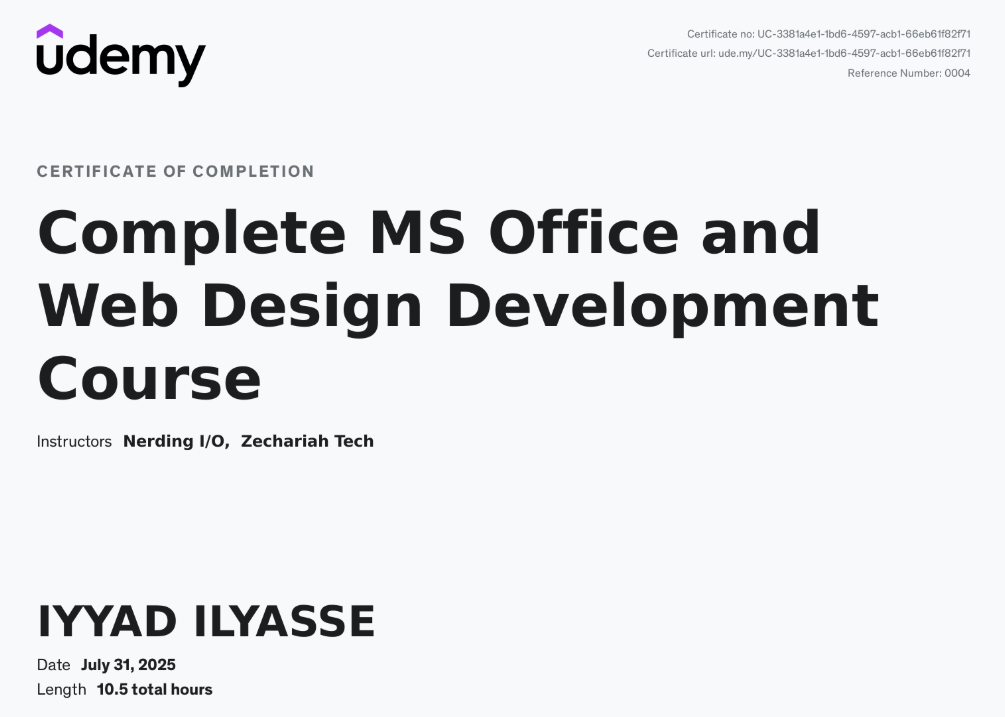 udemy
Certificate no: UC-3381a4e1-1bd6-4597-acb1-66eb61f82f71
Certificate url: ude.my/UC-3381a4e1-1bd6-4597-acb1-66eb61f82f71
Reference Number: 0004
CERTIFICATE OF COMPLETION
Complete MS Office and
Web Design Development
Course
Instructors Nerding I/O, Zechariah Tech
IYYAD ILYASSE
Date July 31, 2025
Length 10.5 total hours